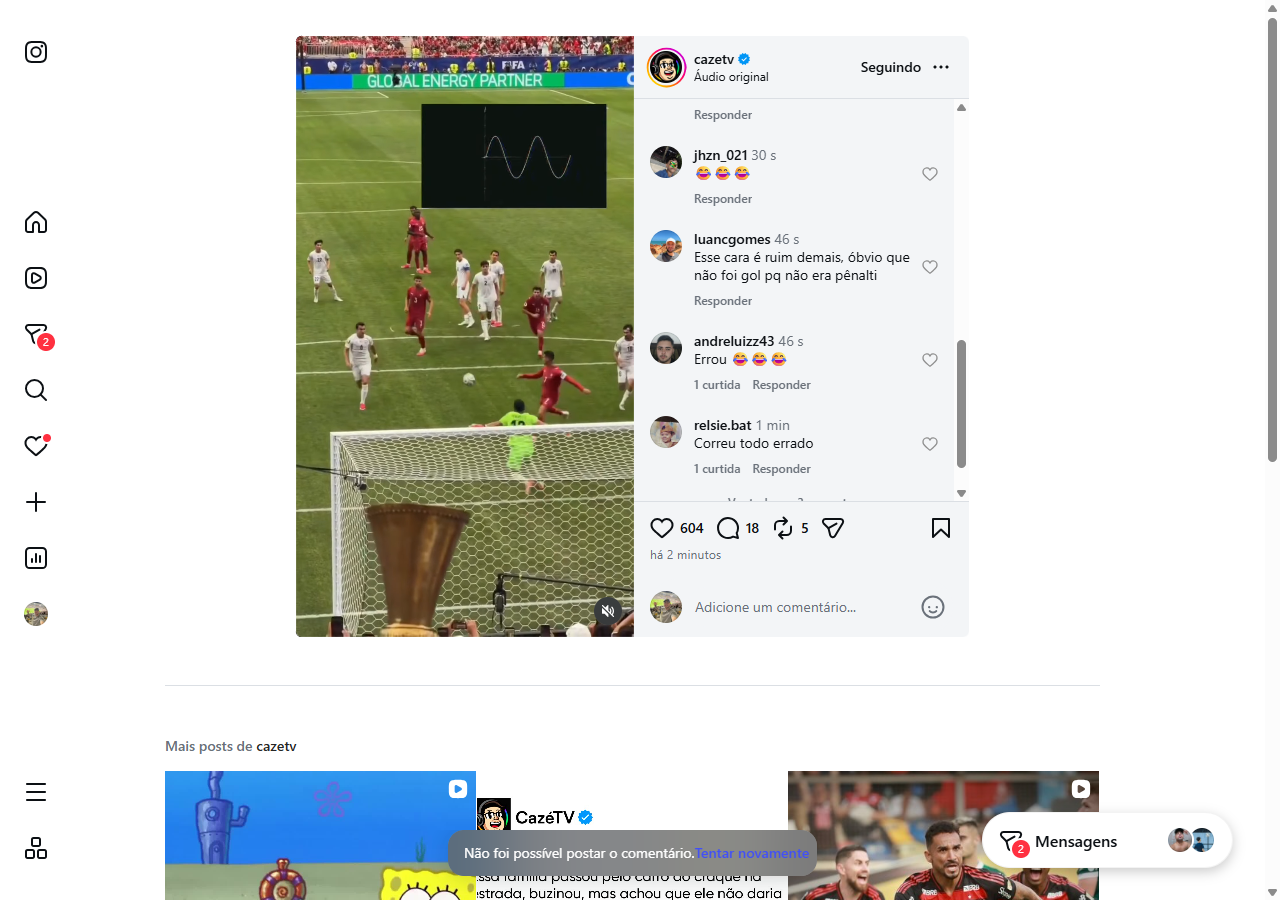 FIFA
GLOBAL ENERGY PARTNER
cazetv
Áudio original
Seguindo
Responder
jhzn_021 30 s
😂😂😂
Responder
luancgomes 46 s
Esse cara é ruim demais, óbvio que
não foi gol pq não era pênalti
Responder
andreluizz43 46 s
Errou 😂😂😂
1 curtida Responder
relsie.bat 1 min
Correu todo errado
1 curtida Responder
604 18 5
há 2 minutos
Adicione um comentário...
2
Mais posts de cazetv
CazéTV
Não foi possível postar o comentário. Tentar novamente
essa família passou pelo carro do craque na
estrada, buzinou, mas achou que ele não daria
2
Mensagens